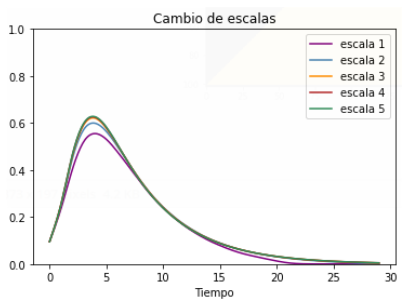 Cambio de escalas
1.0
0.8
0.6
0.4
0.2
0.0
escala 1
escala 2
escala 3
escala 4
escala 5
0 5 10 15 20 25 30
Tiempo